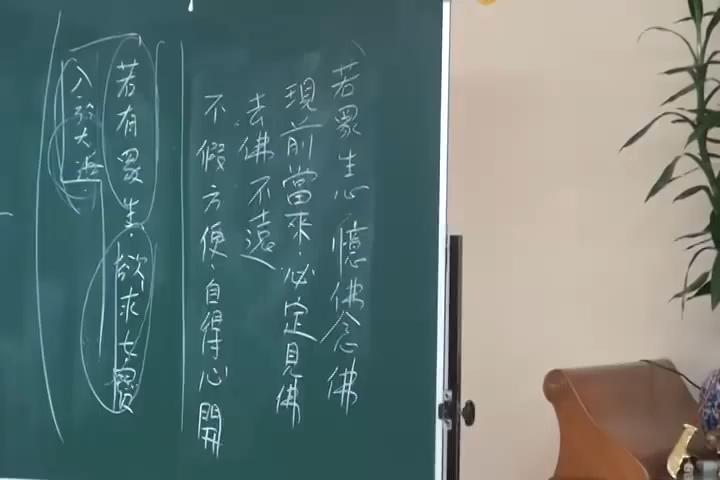 若眾生心憶佛念佛
現前當來必定見佛
去佛不遠
不假方便自得心開
若有眾生欲求女寶
入於大海